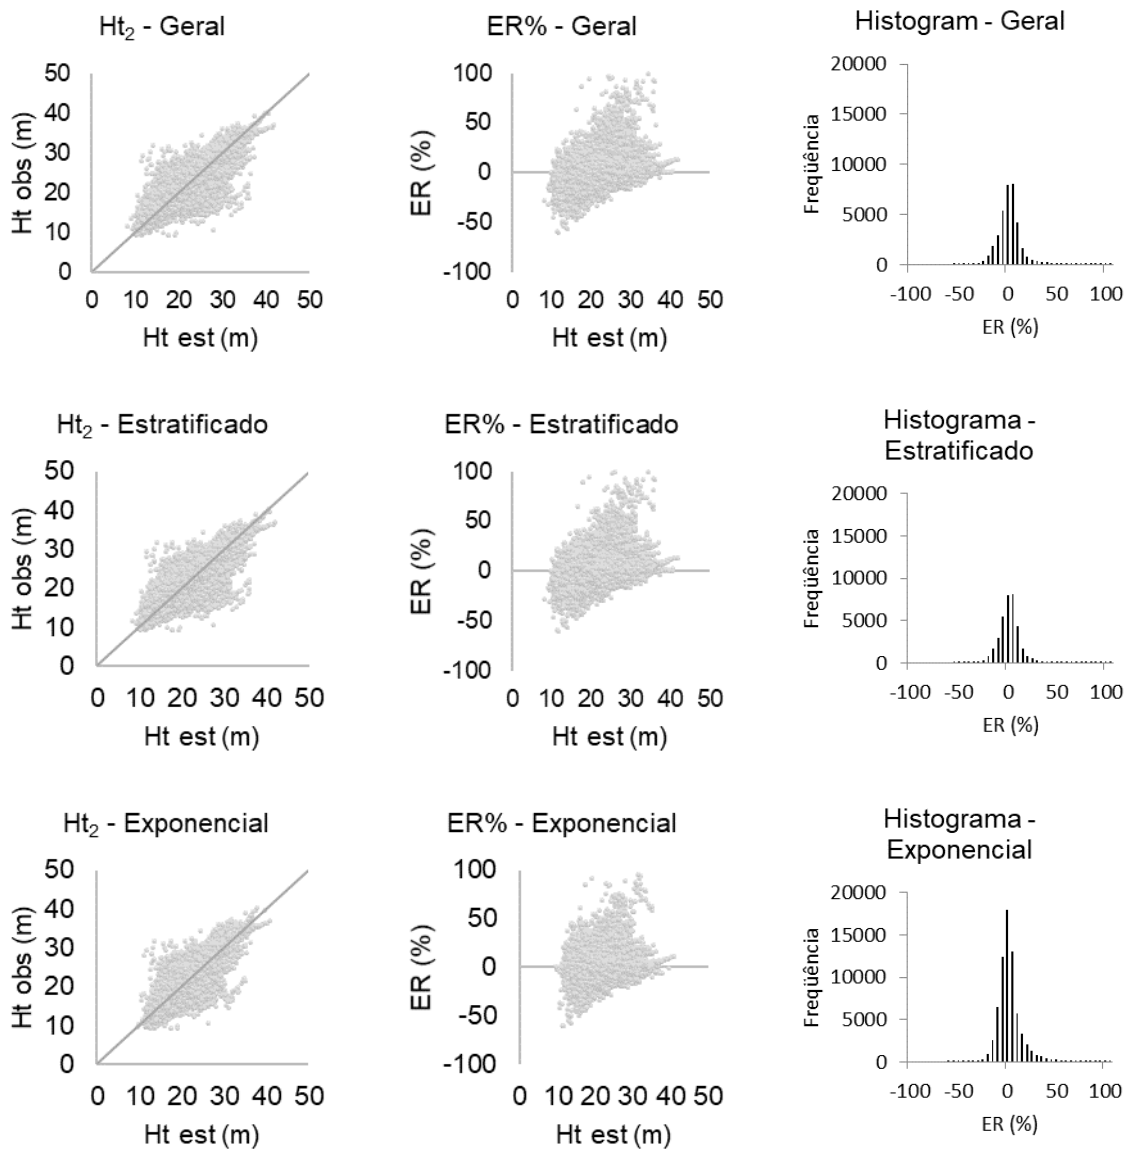 Ht₂ - Geral
ER% - Geral
Histogram - Geral
50
40
30
20
10
0
Ht obs (m)
0 10 20 30 40 50
Ht est (m)
100
50
0
-50
-100
ER (%)
0 10 20 30 40 50
Ht est (m)
20000
15000
10000
5000
0
Freqüência
-100 -50 0 50 100
ER (%)
Ht₂ - Estratificado
ER% - Estratificado
Histograma -
Estratificado
50
40
30
20
10
0
Ht obs (m)
0 10 20 30 40 50
Ht est (m)
100
50
0
-50
-100
ER (%)
0 10 20 30 40 50
Ht est (m)
20000
15000
10000
5000
0
Freqüência
-100 -50 0 50 100
ER (%)
Ht₂ - Exponencial
ER% - Exponencial
Histograma -
Exponencial
50
40
30
20
10
0
Ht obs (m)
0 10 20 30 40 50
Ht est (m)
100
50
0
-50
-100
ER (%)
0 10 20 30 40 50
Ht est (m)
20000
15000
10000
5000
0
Freqüência
-100 -50 0 50 100
ER (%)